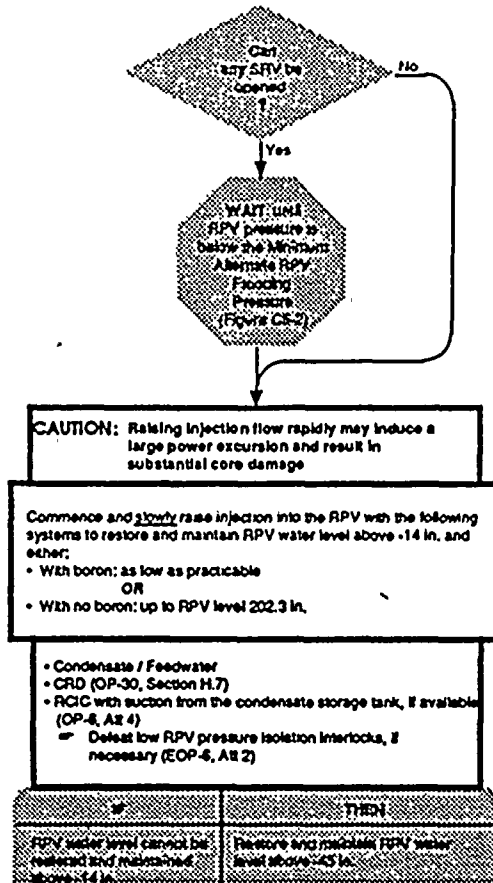 Can
any SRV be
opened
?
No
Yes
WAIT until
RPV pressure is
below the Minimum
Alternate RPV
Flooding
Pressure
(Figure C5-2)
CAUTION: Raising injection flow rapidly may induce a
large power excursion and result in
substantial core damage
Commence and slowly raise injection into the RPV with the following
systems to restore and maintain RPV water level above -14 in. and
either:
• With boron: as low as practicable
OR
• With no boron: up to RPV level 202.3 in.
• Condensate / Feedwater
• CRD (OP-30, Section H.7)
• RCIC with suction from the condensate storage tank, if available
(OP-6, Att 4)
☞ Defeat low RPV pressure isolation interlocks, if
necessary (EOP-6, Att 2)
IF
THEN
RPV water level cannot be
restored and maintained
above -14 in.
Restore and maintain RPV water
level above -45 in.